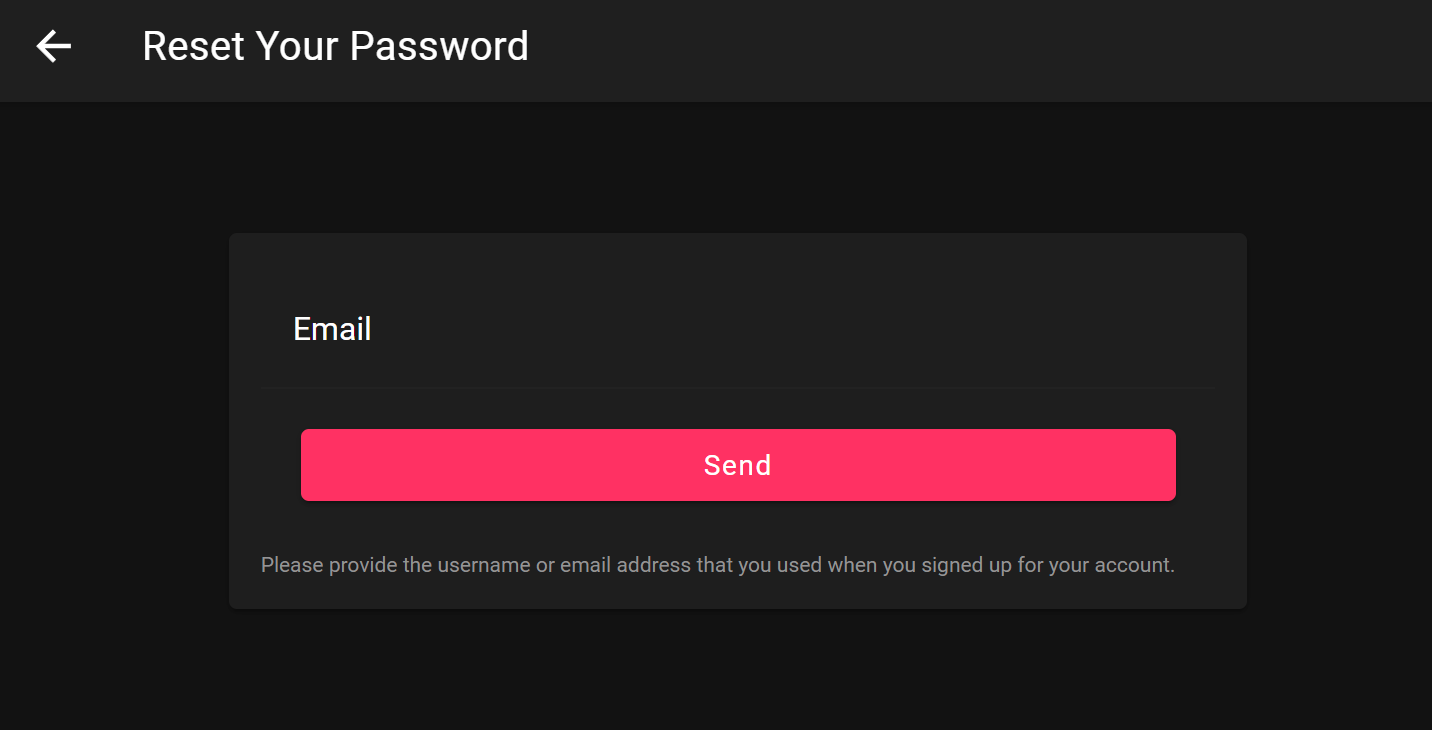 Reset Your Password
Email
Send
Please provide the username or email address that you used when you signed up for your account.